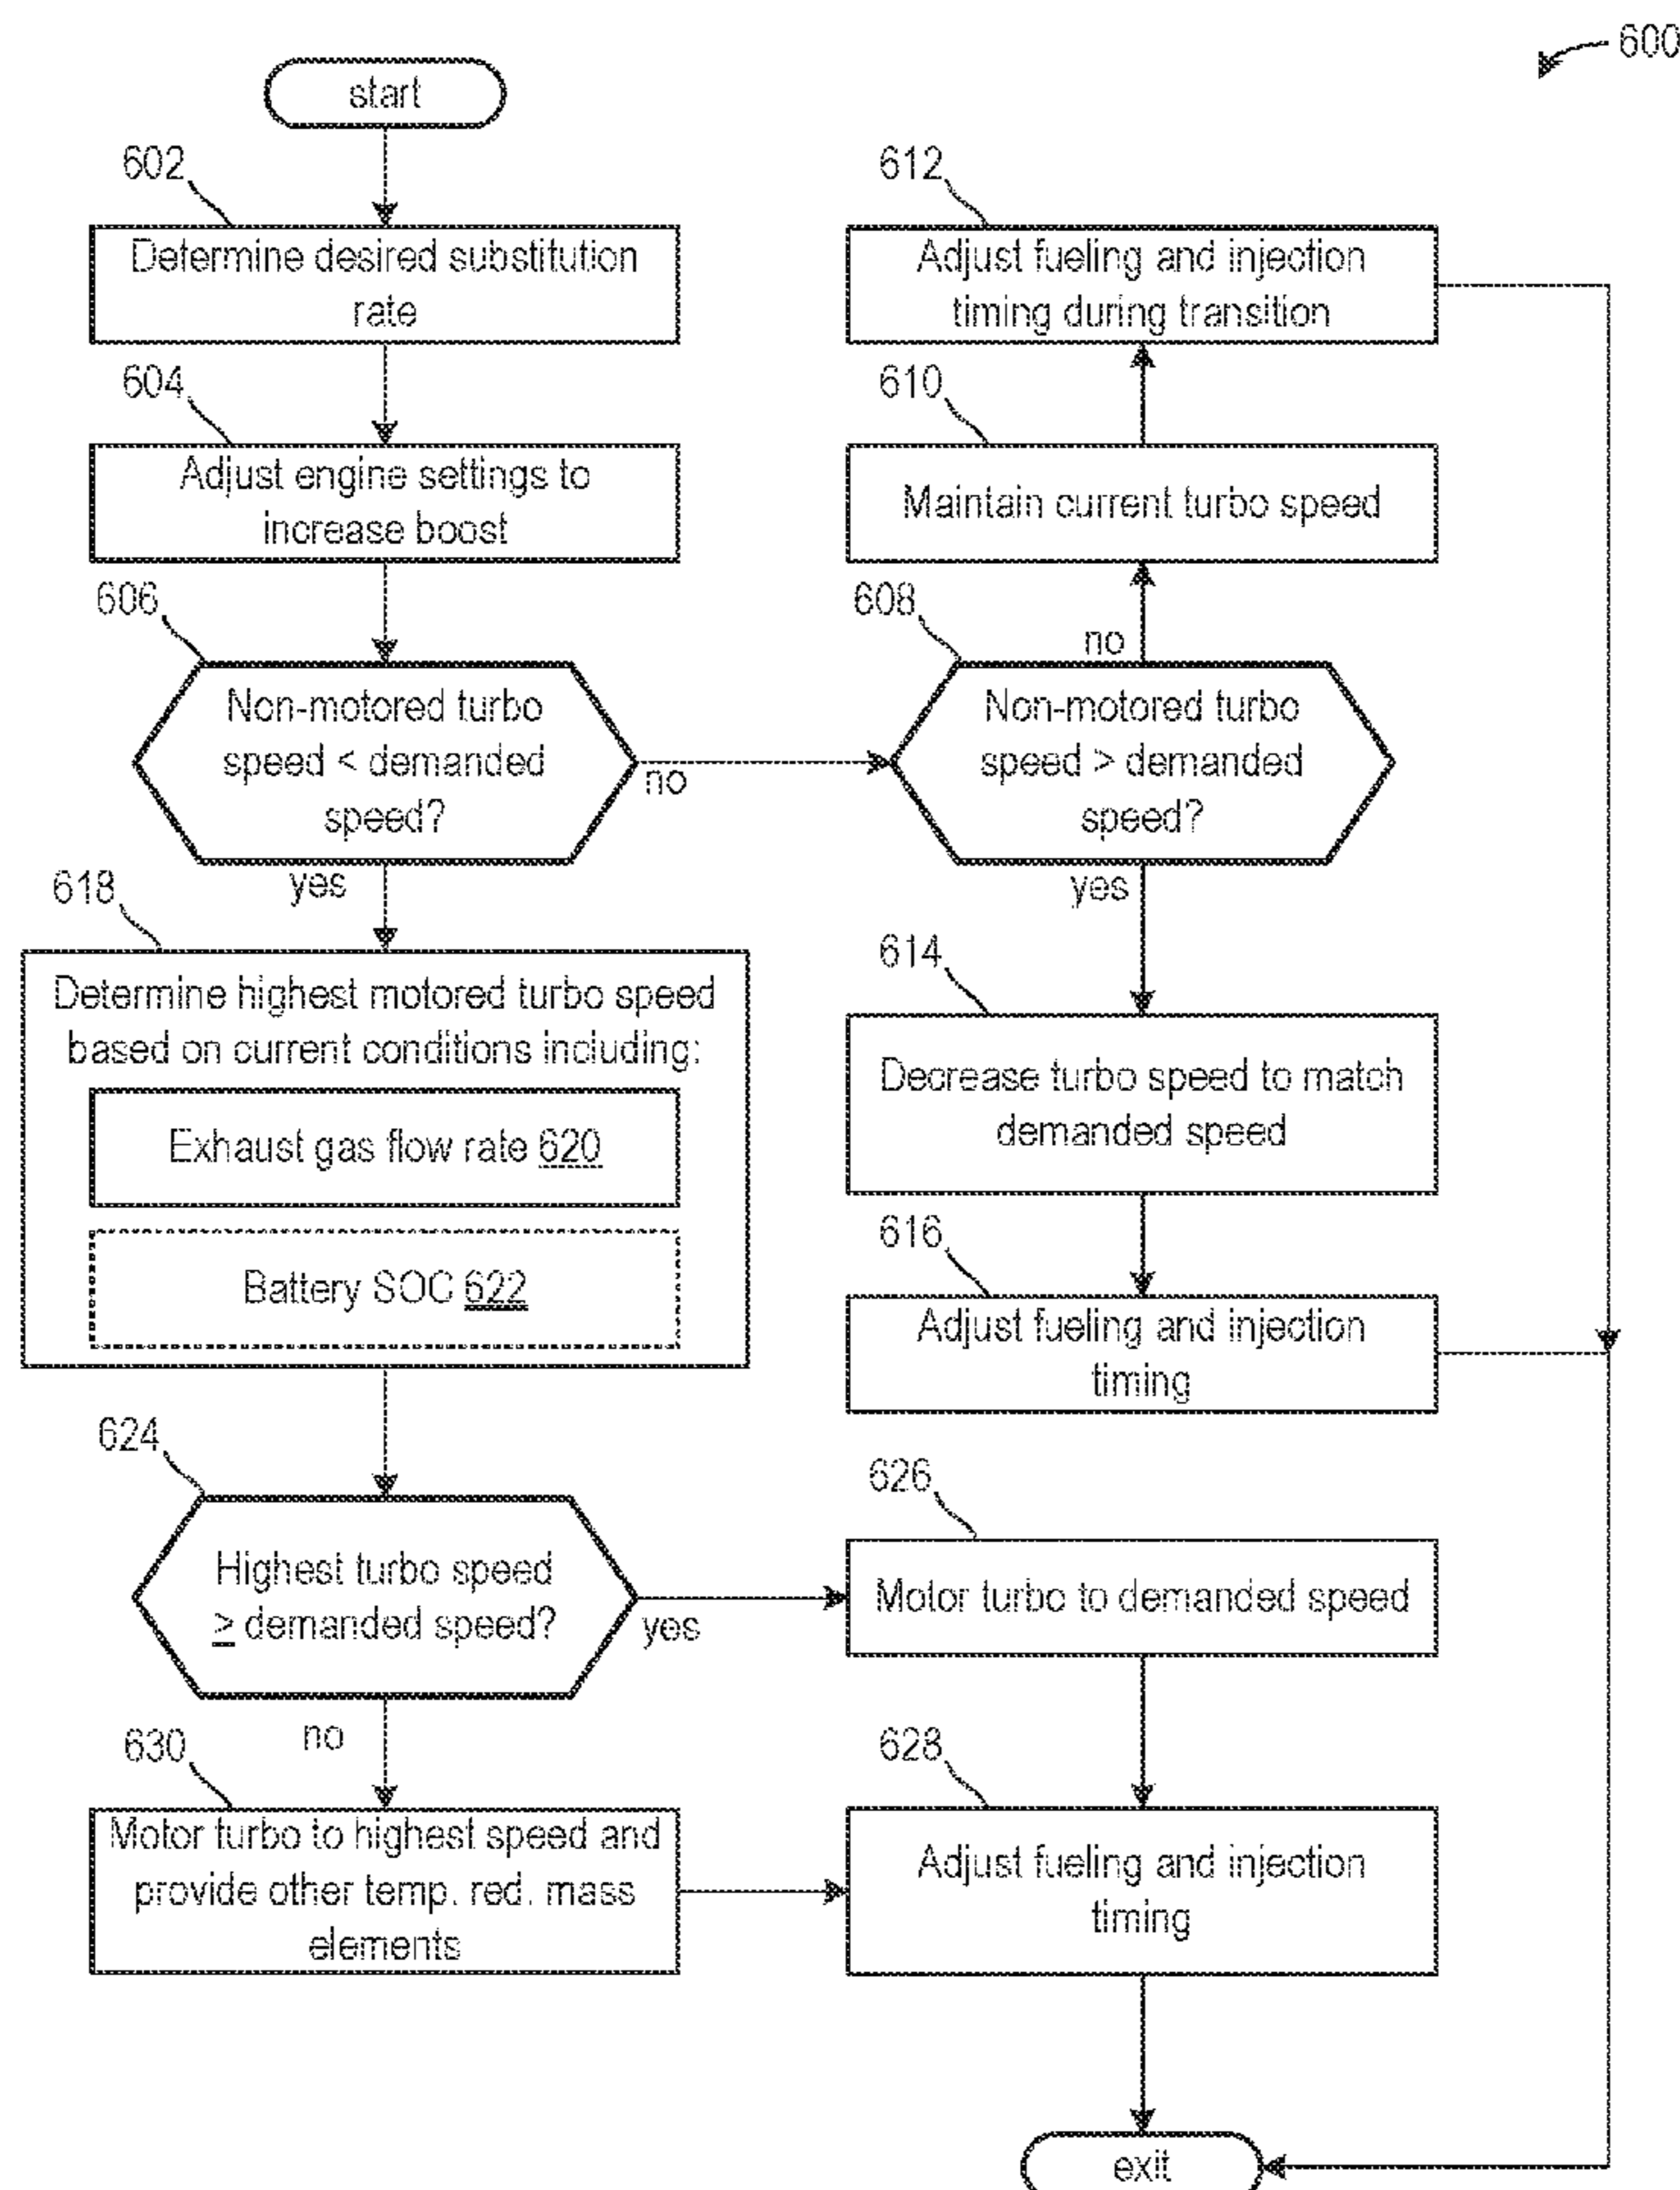 600
start
602
Determine desired substitution
rate
604
Adjust engine settings to
increase boost
606
Non-motored turbo
speed < demanded
speed?
no
yes
612
Adjust fueling and injection
timing during transition
610
Maintain current turbo speed
608
no
Non-motored turbo
speed > demanded
speed?
yes
614
Decrease turbo speed to match
demanded speed
616
Adjust fueling and injection
timing
618
Determine highest motored turbo speed
based on current conditions including:
Exhaust gas flow rate 620
Battery SOC 622
624
Highest turbo speed
≥ demanded speed?
yes
no
626
Motor turbo to demanded speed
630
Motor turbo to highest speed and
provide other temp. red. mass
elements
628
Adjust fueling and injection
timing
exit